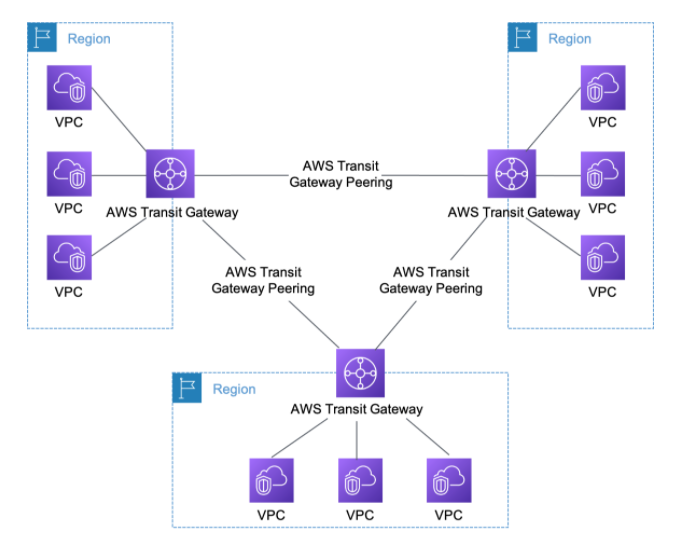 Region
Region
VPC
VPC
AWS Transit
Gateway Peering
VPC
VPC
AWS Transit Gateway
AWS Transit Gateway
AWS Transit
Gateway Peering
AWS Transit
Gateway Peering
VPC
VPC
Region
AWS Transit Gateway
VPC
VPC
VPC